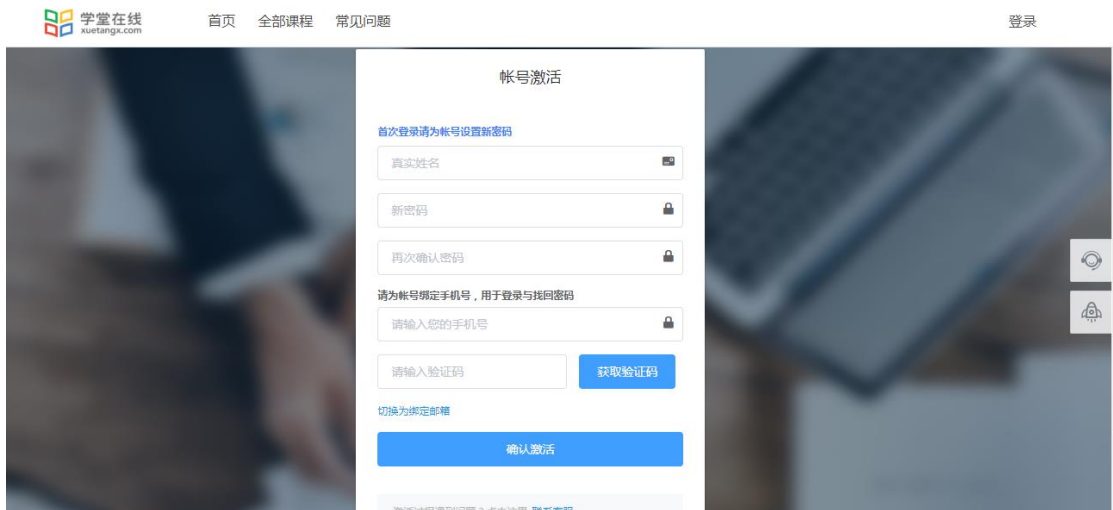 学堂在线
xuetangx.com
首页 全部课程 常见问题 登录
帐号激活
首次登录请为帐号设置新密码
真实姓名
新密码
再次确认密码
请为帐号绑定手机号，用于登录与找回密码
请输入您的手机号
请输入验证码 获取验证码
切换为绑定邮箱
确认激活